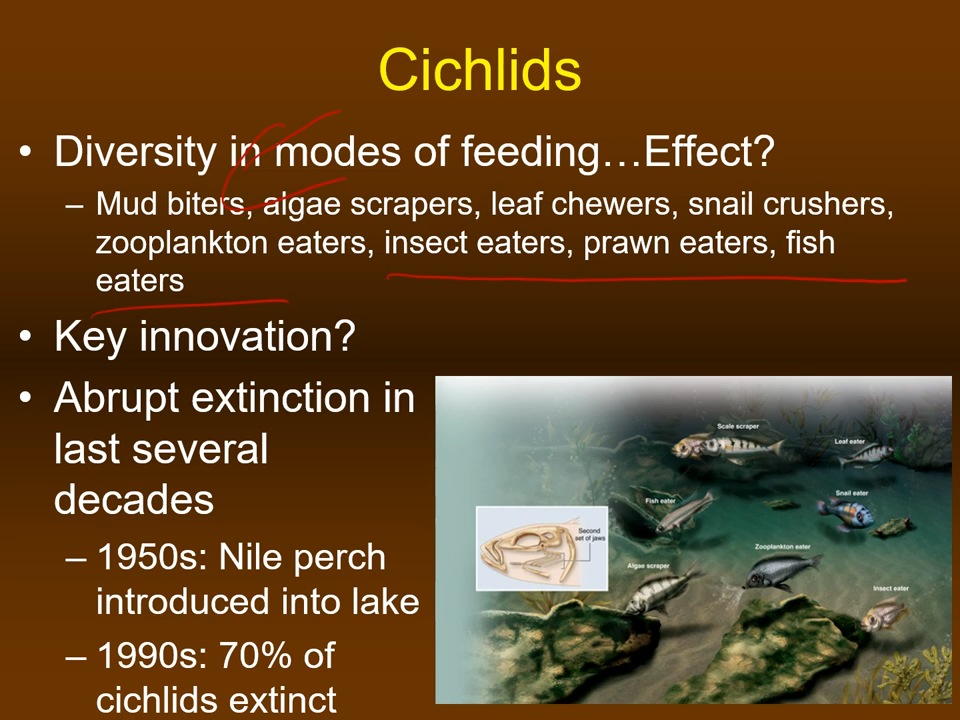 Cichlids
• Diversity in modes of feeding…Effect?
– Mud biters, algae scrapers, leaf chewers, snail crushers,
zooplankton eaters, insect eaters, prawn eaters, fish
eaters
• Key innovation?
• Abrupt extinction in
last several
decades
– 1950s: Nile perch
introduced into lake
– 1990s: 70% of
cichlids extinct
Scale scraper
Leaf eater
Fish eater
Snail eater
Second
set of jaws
Zooplankton eater
Algae scraper
Insect eater